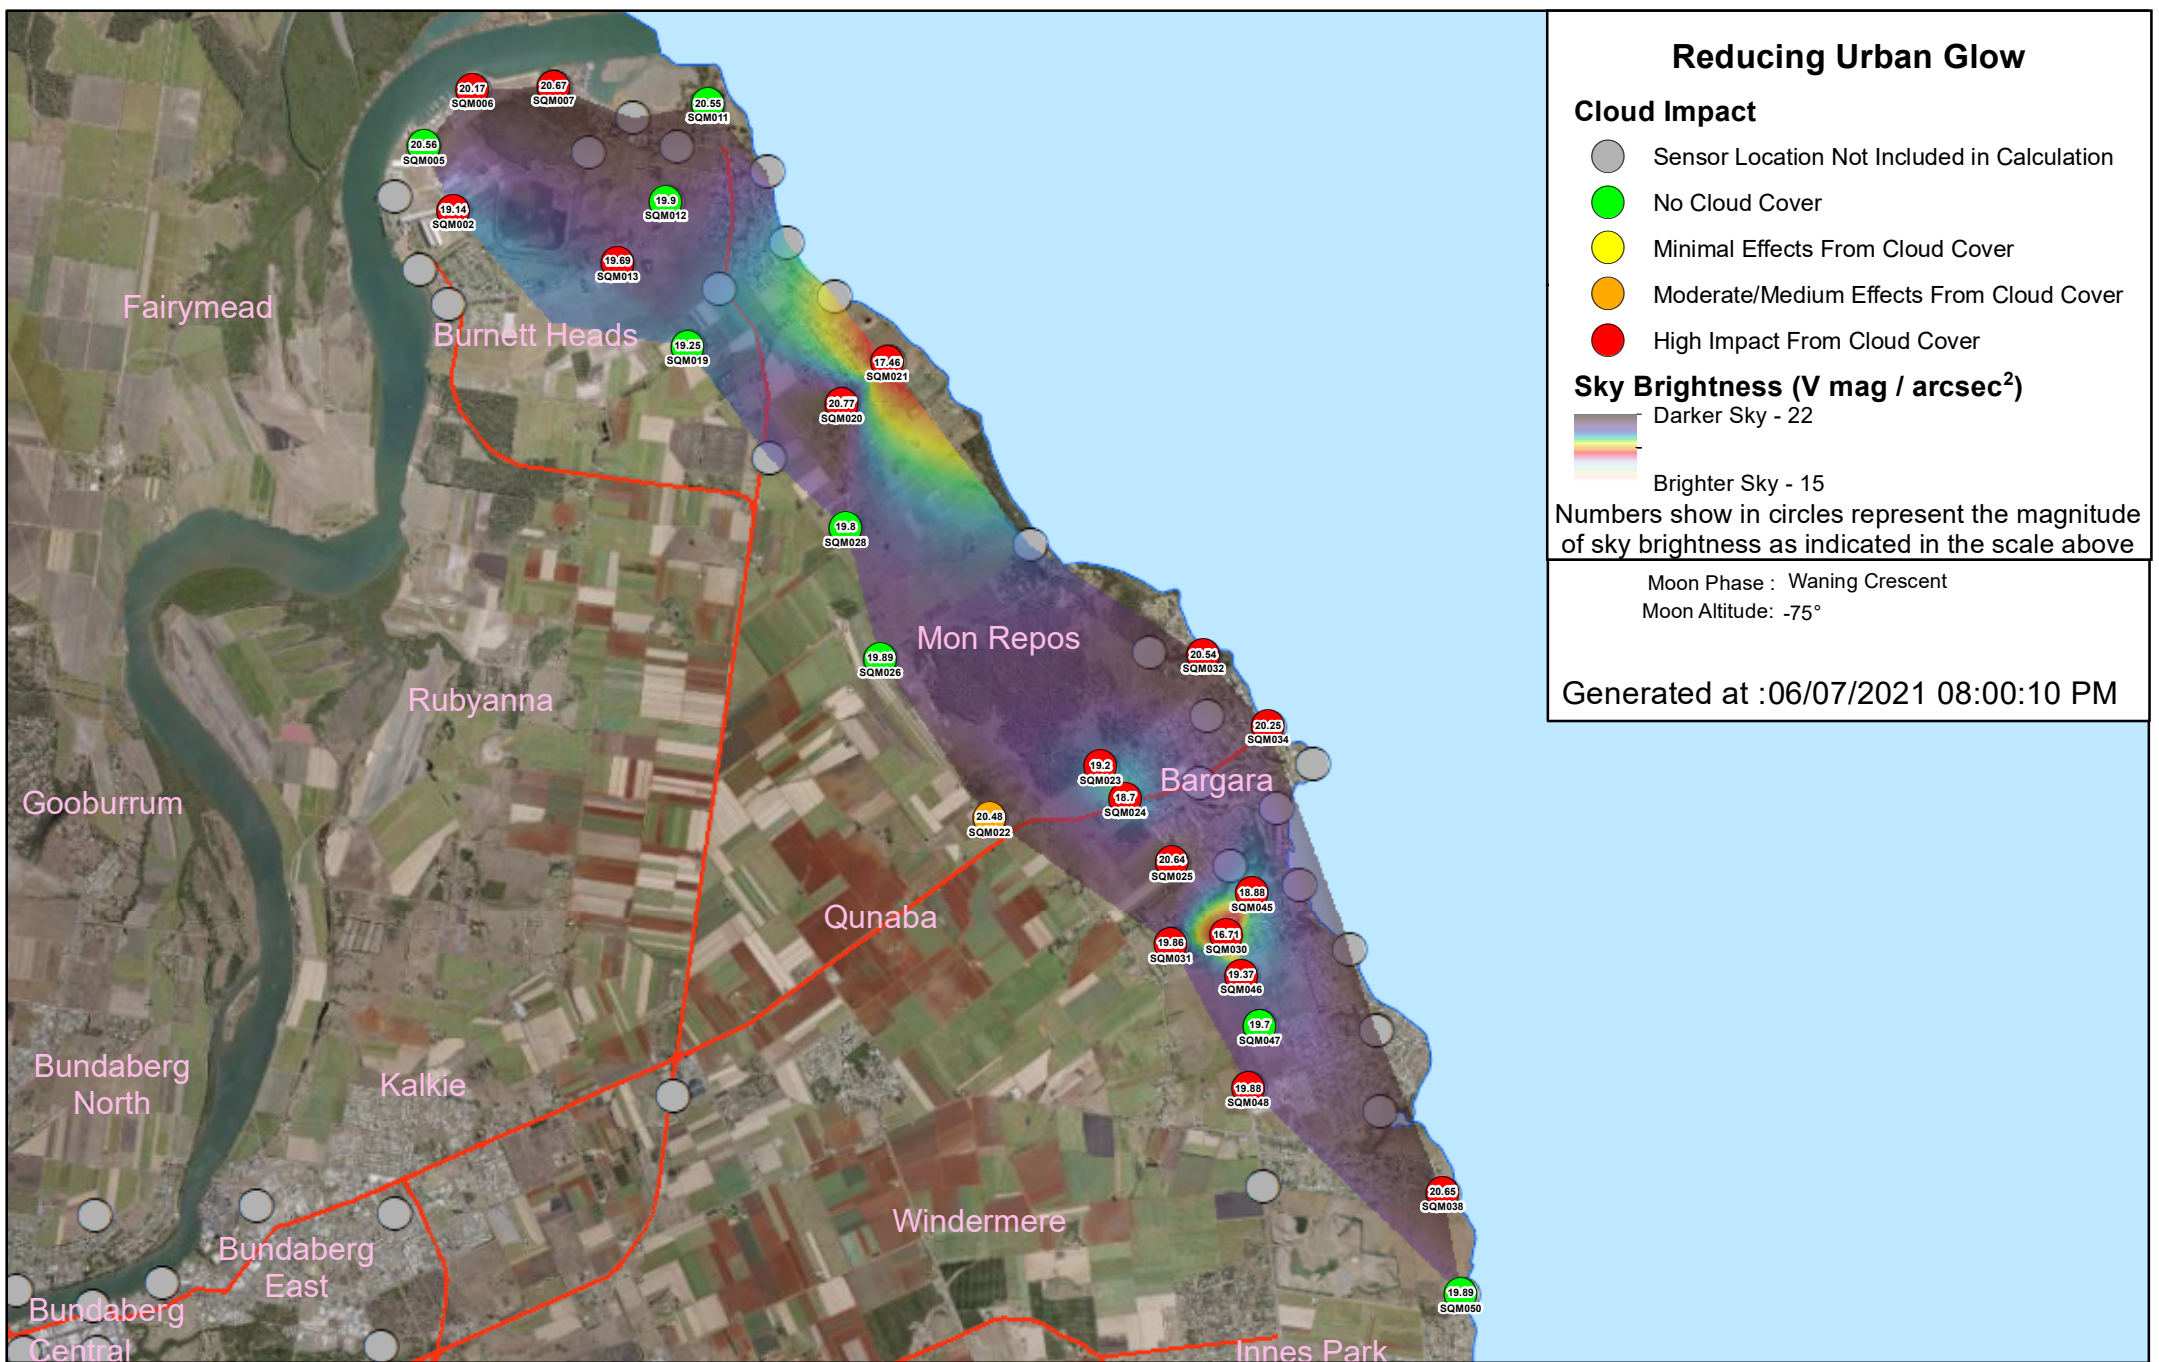 Reducing Urban Glow
Cloud Impact
Sensor Location Not Included in Calculation
No Cloud Cover
Minimal Effects From Cloud Cover
Moderate/Medium Effects From Cloud Cover
High Impact From Cloud Cover
Sky Brightness (V mag / arcsec²)
Darker Sky - 22
Brighter Sky - 15
Numbers show in circles represent the magnitude
of sky brightness as indicated in the scale above
Moon Phase : Waning Crescent
Moon Altitude: -75°
Generated at :06/07/2021 08:00:10 PM
20.17
SQM006
20.67
SQM007
20.55
SQM011
20.56
SQM005
19.14
SQM002
19.9
SQM012
19.69
SQM013
Fairymead
Burnett Heads
19.25
SQM019
17.46
SQM021
20.77
SQM020
19.8
SQM028
Mon Repos
19.89
SQM026
20.54
SQM032
Rubyanna
20.25
SQM034
19.2
SQM023
Bargara
18.7
SQM024
Gooburrum
20.48
SQM022
20.64
SQM025
18.88
SQM045
Qunaba
16.71
SQM030
19.86
SQM031
19.37
SQM046
19.7
SQM047
Bundaberg
North
Kalkie
19.88
SQM048
20.65
SQM038
Windermere
Bundaberg
East
19.89
SQM050
Bundaberg
Central
Innes Park